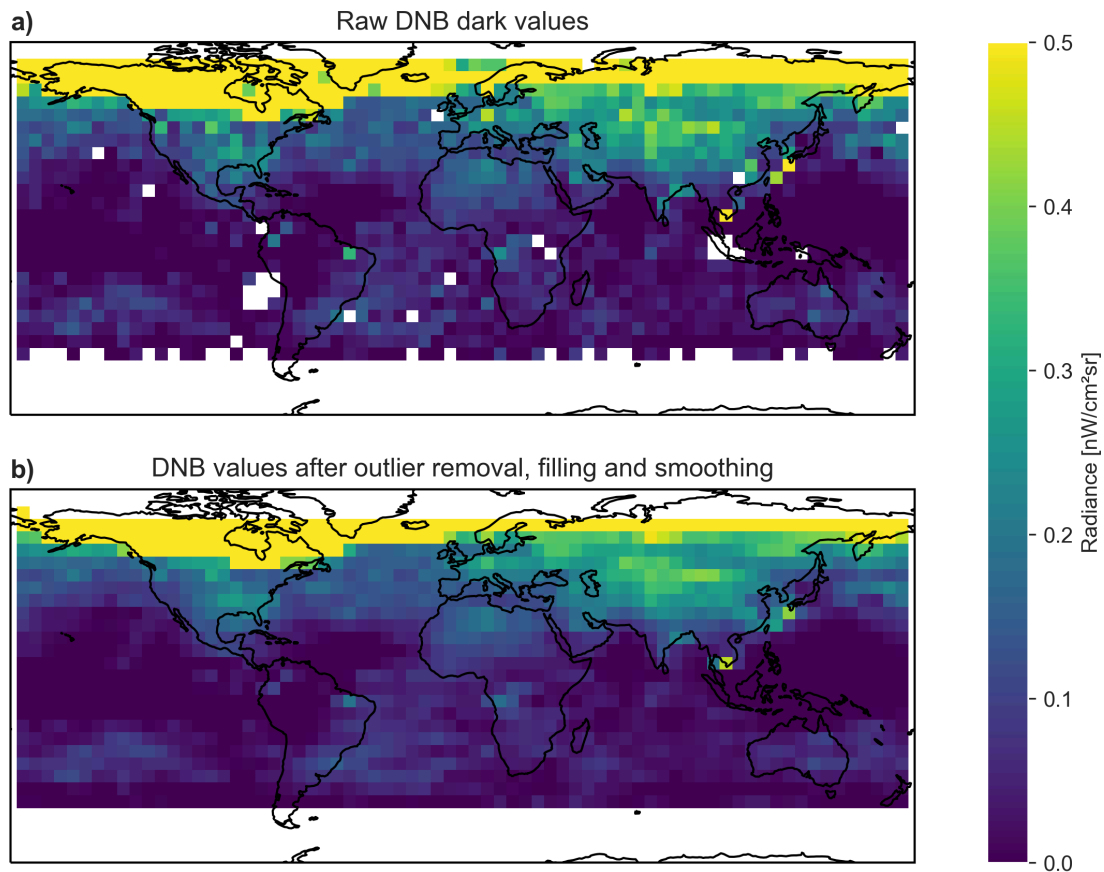 a)
Raw DNB dark values
b)
DNB values after outlier removal, filling and smoothing
0.5
0.4
0.3
0.2
0.1
0.0
Radiance [nW/cm²sr]